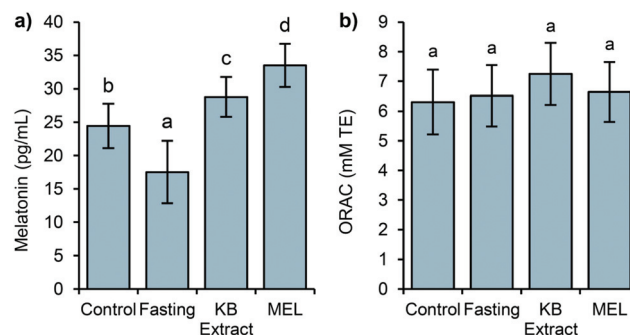 a)
Melatonin (pg/mL)
40
35
30
25
20
15
10
5
0
b
a
c
d
Control Fasting KB Extract MEL
b)
ORAC (mM TE)
9
8
7
6
5
4
3
2
1
0
a
a
a
a
Control Fasting KB Extract MEL